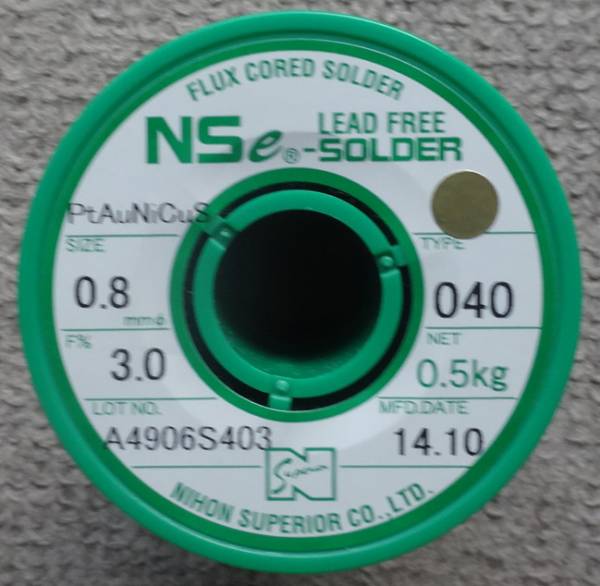 FLUX CORED SOLDER
NSe®-LEAD FREE SOLDER
PtAuNiCuS
SIZE
0.8 mmφ
TYPE
040
F%
3.0
NET
0.5kg
LOT NO.
A4906S403
MFD.DATE
14.10
Superior
N
NIHON SUPERIOR CO.,LTD.